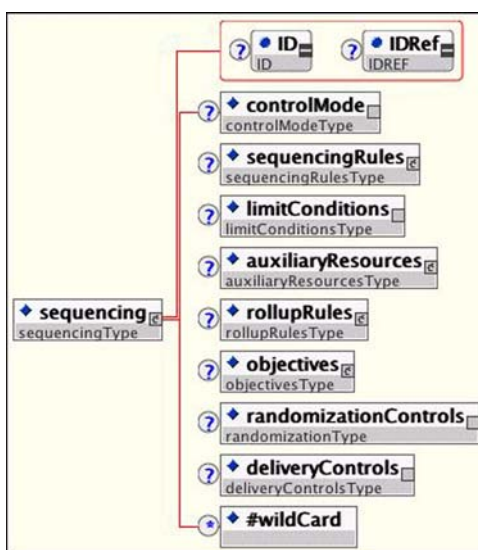 ? ID ? IDRef
ID IDREF
? controlMode
controlModeType
? sequencingRules
sequencingRulesType
? limitConditions
limitConditionsType
? auxiliaryResources
auxiliaryResourcesType
sequencing
sequencingType
? rollupRules
rollupRulesType
? objectives
objectivesType
? randomizationControls
randomizationType
? deliveryControls
deliveryControlsType
* #wildCard